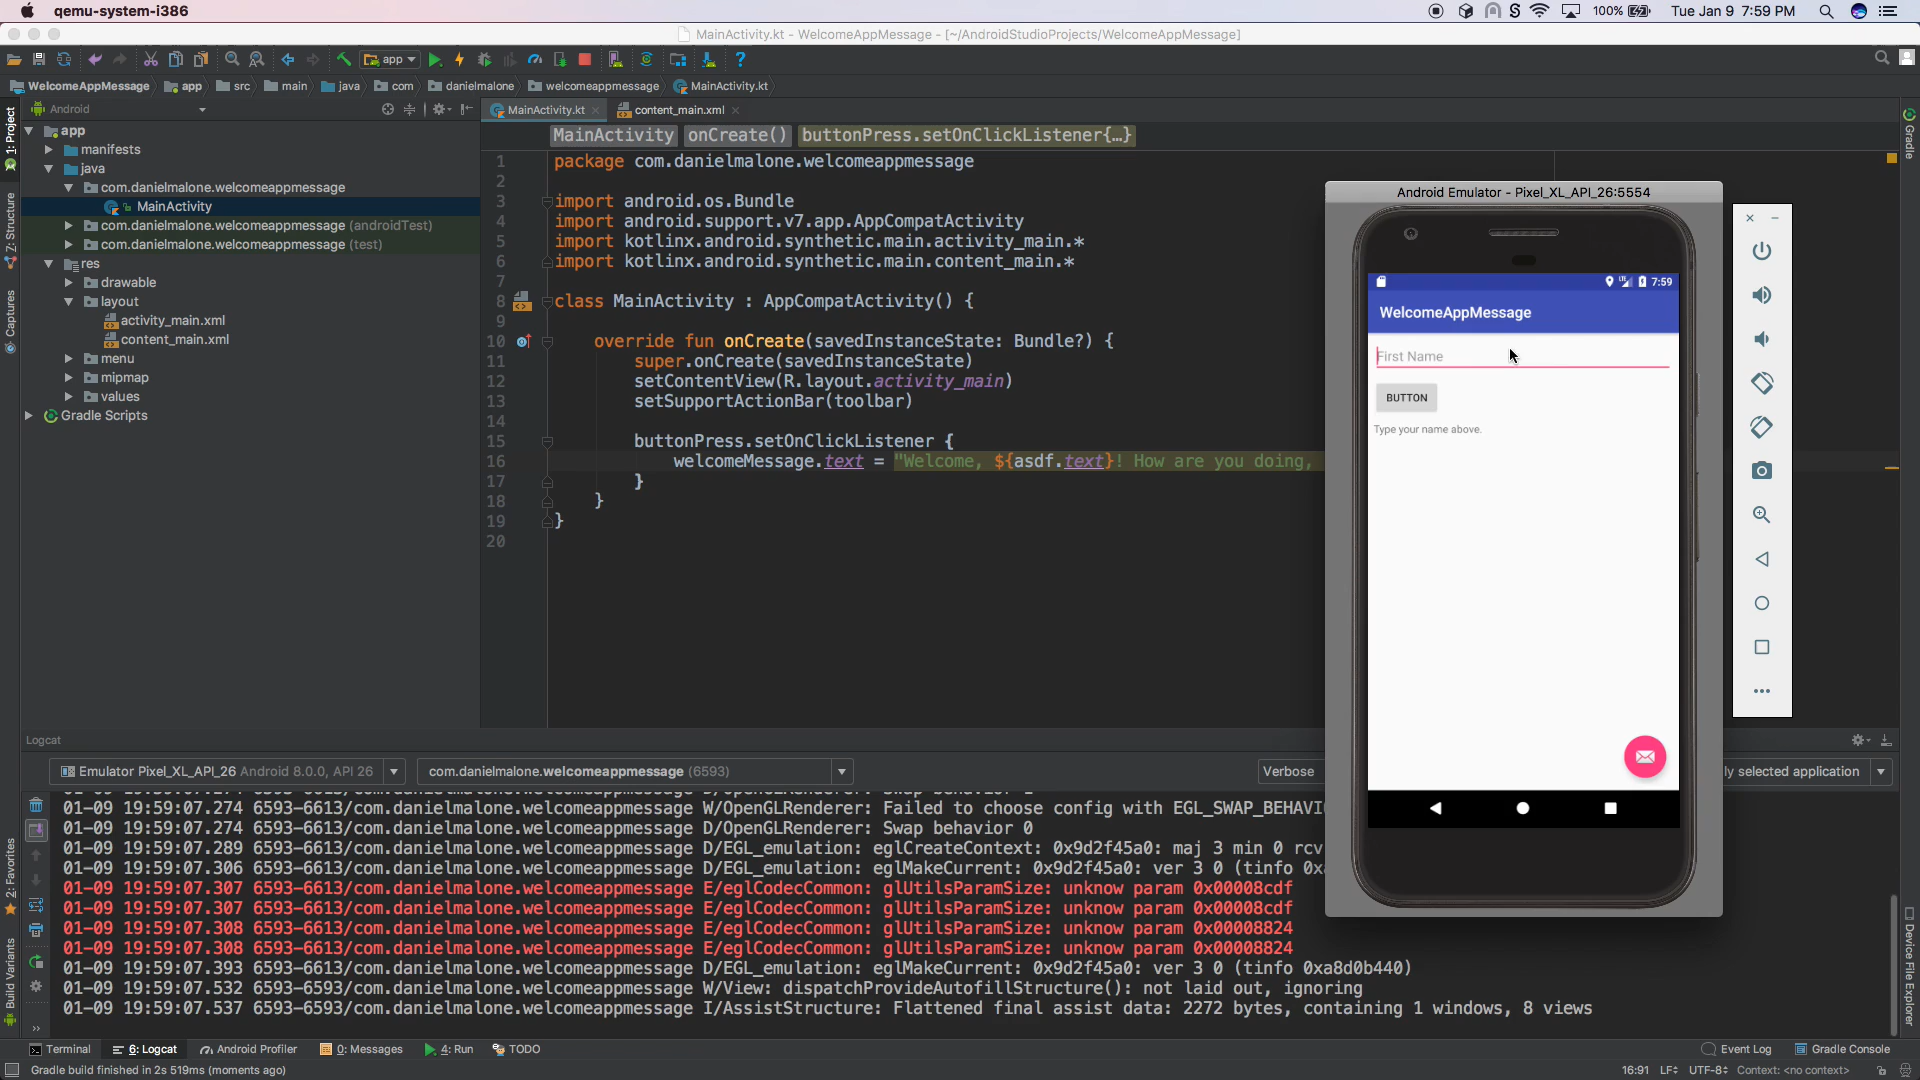 qemu-system-i386
100%
Tue Jan 9 7:59 PM
MainActivity.kt - WelcomeAppMessage - [~/AndroidStudioProjects/WelcomeAppMessage]
app
WelcomeAppMessage
app
src
main
java
com
danielmalone
welcomeappmessage
MainActivity.kt
Android
MainActivity.kt
content_main.xml
1: Project
Z: Structure
Captures
2: Favorites
Build Variants
Gradle
Device File Explorer
app
manifests
java
com.danielmalone.welcomeappmessage
MainActivity
com.danielmalone.welcomeappmessage (androidTest)
com.danielmalone.welcomeappmessage (test)
res
drawable
layout
activity_main.xml
content_main.xml
menu
mipmap
values
Gradle Scripts
MainActivity onCreate() buttonPress.setOnClickListener{…}
1 package com.danielmalone.welcomeappmessage
2
3 import android.os.Bundle
4 import android.support.v7.app.AppCompatActivity
5 import kotlinx.android.synthetic.main.activity_main.*
6 import kotlinx.android.synthetic.main.content_main.*
7
8 class MainActivity : AppCompatActivity() {
9
10 override fun onCreate(savedInstanceState: Bundle?) {
11 super.onCreate(savedInstanceState)
12 setContentView(R.layout.activity_main)
13 setSupportActionBar(toolbar)
14
15 buttonPress.setOnClickListener {
16 welcomeMessage.text = "Welcome, ${asdf.text}! How are you doing,
17 }
18 }
19 }
20
Android Emulator - Pixel_XL_API_26:5554
7:59
WelcomeAppMessage
First Name
BUTTON
Type your name above.
Logcat
Emulator Pixel_XL_API_26 Android 8.0.0, API 26
com.danielmalone.welcomeappmessage (6593)
Verbose
ly selected application
01-09 19:59:07.274 6593-6613/com.danielmalone.welcomeappmessage D/OpenGLRenderer: Swap behavior 1
01-09 19:59:07.274 6593-6613/com.danielmalone.welcomeappmessage W/OpenGLRenderer: Failed to choose config with EGL_SWAP_BEHAVI
01-09 19:59:07.274 6593-6613/com.danielmalone.welcomeappmessage D/OpenGLRenderer: Swap behavior 0
01-09 19:59:07.289 6593-6613/com.danielmalone.welcomeappmessage D/EGL_emulation: eglCreateContext: 0x9d2f45a0: maj 3 min 0 rcv
01-09 19:59:07.306 6593-6613/com.danielmalone.welcomeappmessage D/EGL_emulation: eglMakeCurrent: 0x9d2f45a0: ver 3 0 (tinfo 0xa
01-09 19:59:07.307 6593-6613/com.danielmalone.welcomeappmessage E/eglCodecCommon: glUtilsParamSize: unknow param 0x00008cdf
01-09 19:59:07.307 6593-6613/com.danielmalone.welcomeappmessage E/eglCodecCommon: glUtilsParamSize: unknow param 0x00008cdf
01-09 19:59:07.308 6593-6613/com.danielmalone.welcomeappmessage E/eglCodecCommon: glUtilsParamSize: unknow param 0x00008824
01-09 19:59:07.308 6593-6613/com.danielmalone.welcomeappmessage E/eglCodecCommon: glUtilsParamSize: unknow param 0x00008824
01-09 19:59:07.393 6593-6613/com.danielmalone.welcomeappmessage D/EGL_emulation: eglMakeCurrent: 0x9d2f45a0: ver 3 0 (tinfo 0xa8d0b440)
01-09 19:59:07.532 6593-6593/com.danielmalone.welcomeappmessage W/View: dispatchProvideAutofillStructure(): not laid out, ignoring
01-09 19:59:07.537 6593-6593/com.danielmalone.welcomeappmessage I/AssistStructure: Flattened final assist data: 2272 bytes, containing 1 windows, 8 views
Terminal
6: Logcat
Android Profiler
0: Messages
4: Run
TODO
Event Log
Gradle Console
Gradle build finished in 2s 519ms (moments ago)
16:91 LF÷ UTF-8÷ Context: <no context>